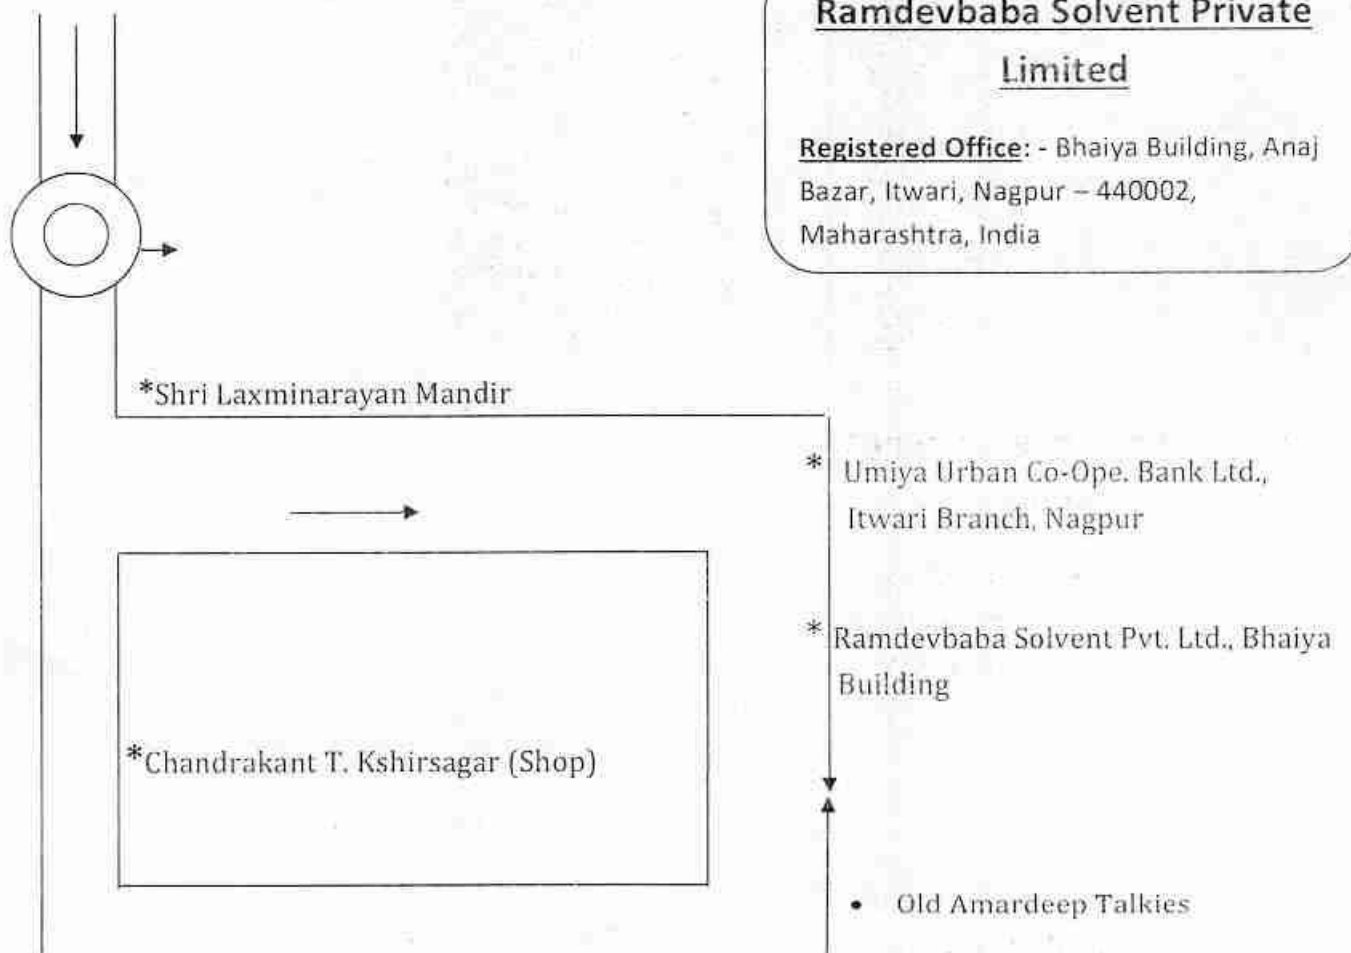 Ramdevbaba Solvent Private
Limited
Registered Office: - Bhaiya Building, Anaj
Bazar, Itwari, Nagpur – 440002,
Maharashtra, India
*Shri Laxminarayan Mandir
* Umiya Urban Co-Ope. Bank Ltd.,
Itwari Branch, Nagpur
* Ramdevbaba Solvent Pvt. Ltd., Bhaiya
Building
*Chandrakant T. Kshirsagar (Shop)
• Old Amardeep Talkies